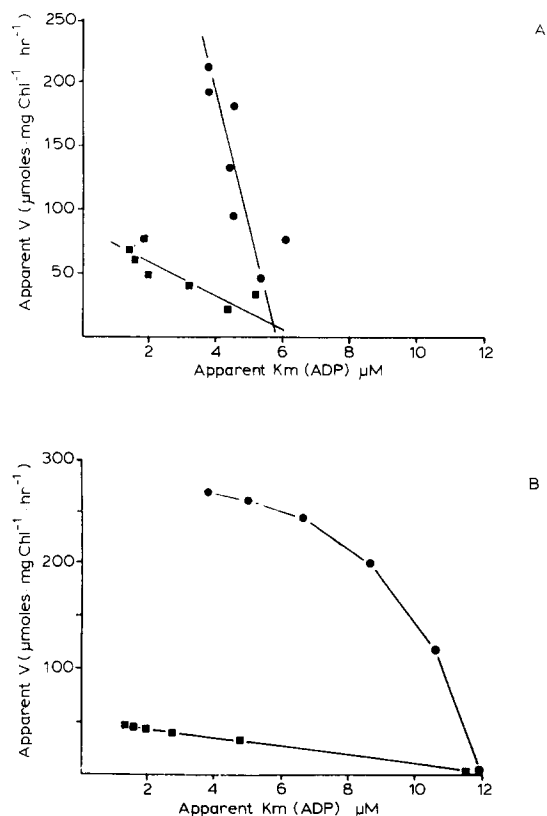 A
250
200
150
100
50
2 4 6 8 10 12
Apparent V (µmoles·mg Chl⁻¹ hr⁻¹)
Apparent Km (ADP) µM
B
300
200
100
2 4 6 8 10 12
Apparent V (µmoles·mg Chl⁻¹·hr⁻¹)
Apparent Km (ADP) µM